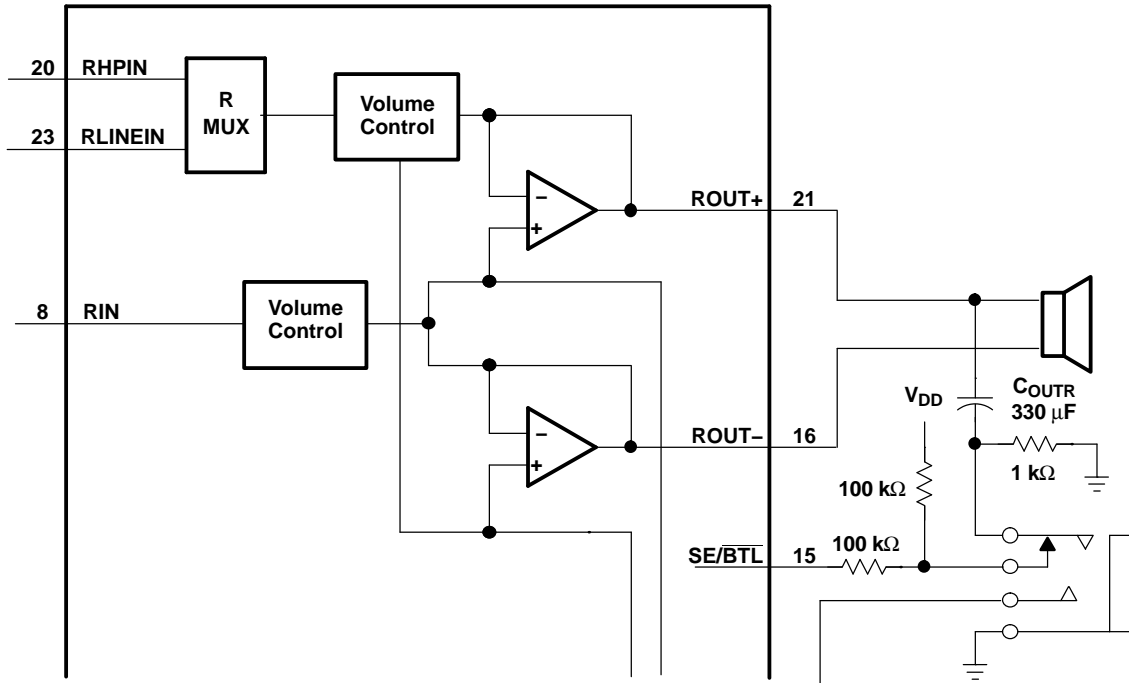 20 RHPIN
R
MUX
Volume
Control
23 RLINEIN
−
+
ROUT+ 21
8 RIN
Volume
Control
−
+
ROUT− 16
VDD
COUTR
330 µF
1 kΩ
100 kΩ
100 kΩ
SE/BTL 15